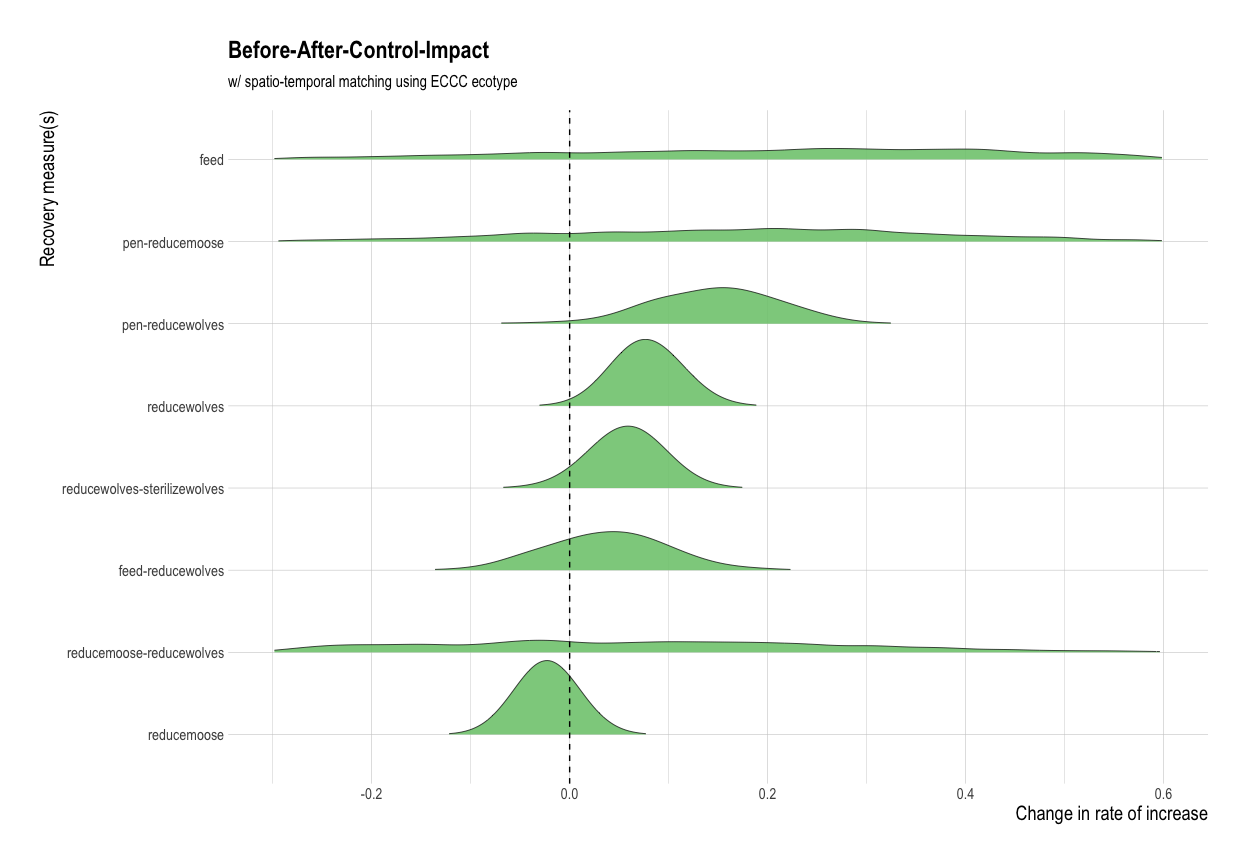 Before-After-Control-Impact
w/ spatio-temporal matching using ECCC ecotype
Recovery measure(s)
feed
pen-reducemoose
pen-reducewolves
reducewolves
reducewolves-sterilizewolves
feed-reducewolves
reducemoose-reducewolves
reducemoose
-0.2 0.0 0.2 0.4 0.6
Change in rate of increase